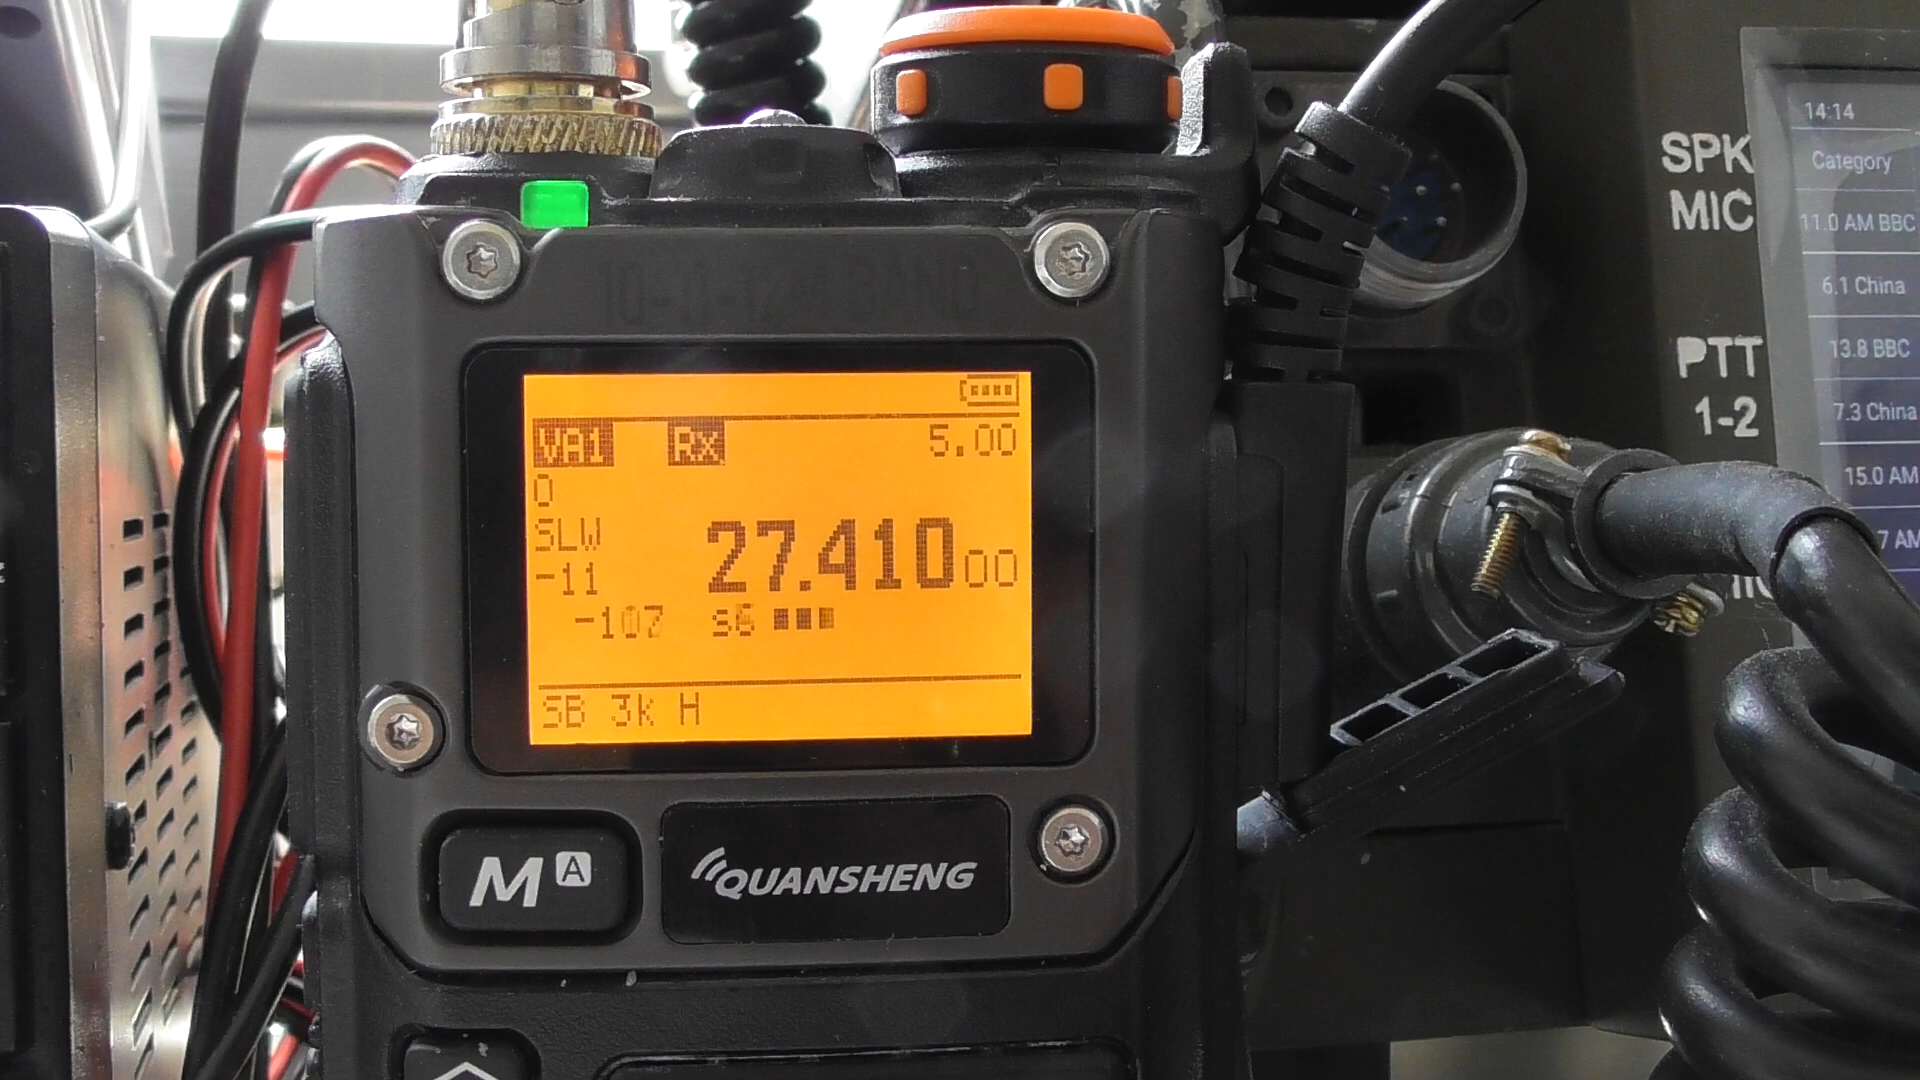 VA1 Rx 5.00
0
SLW
-11
27.41000
-107 s6
SB 3k H
M A
QUANSHENG
SPK
MIC
PTT
1-2
14:14
Category
11.0 AM BBC
6.1 China
13.8 BBC
7.3 China
15.0 AM
7 AM